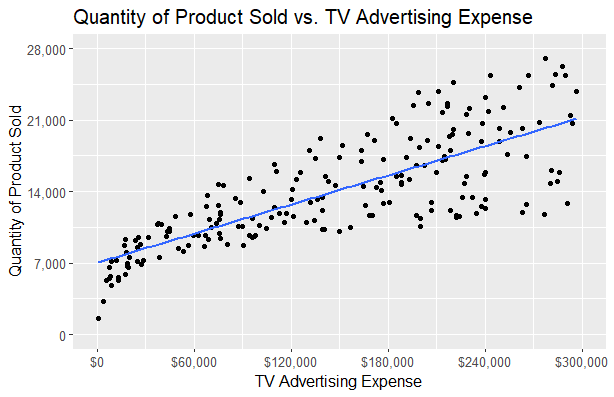 Quantity of Product Sold vs. TV Advertising Expense
28,000
21,000
14,000
7,000
0
Quantity of Product Sold
$0 $60,000 $120,000 $180,000 $240,000 $300,000
TV Advertising Expense